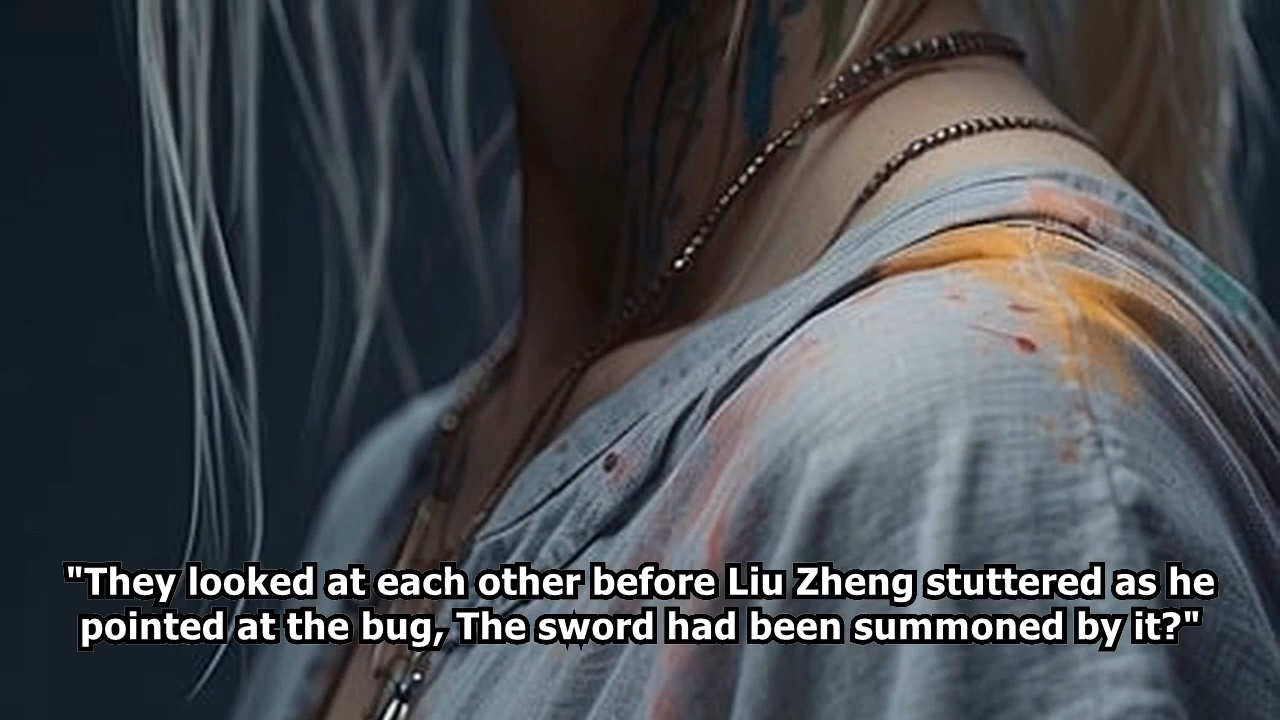 "They looked at each other before Liu Zheng stuttered as he
pointed at the bug, The sword had been summoned by it?"